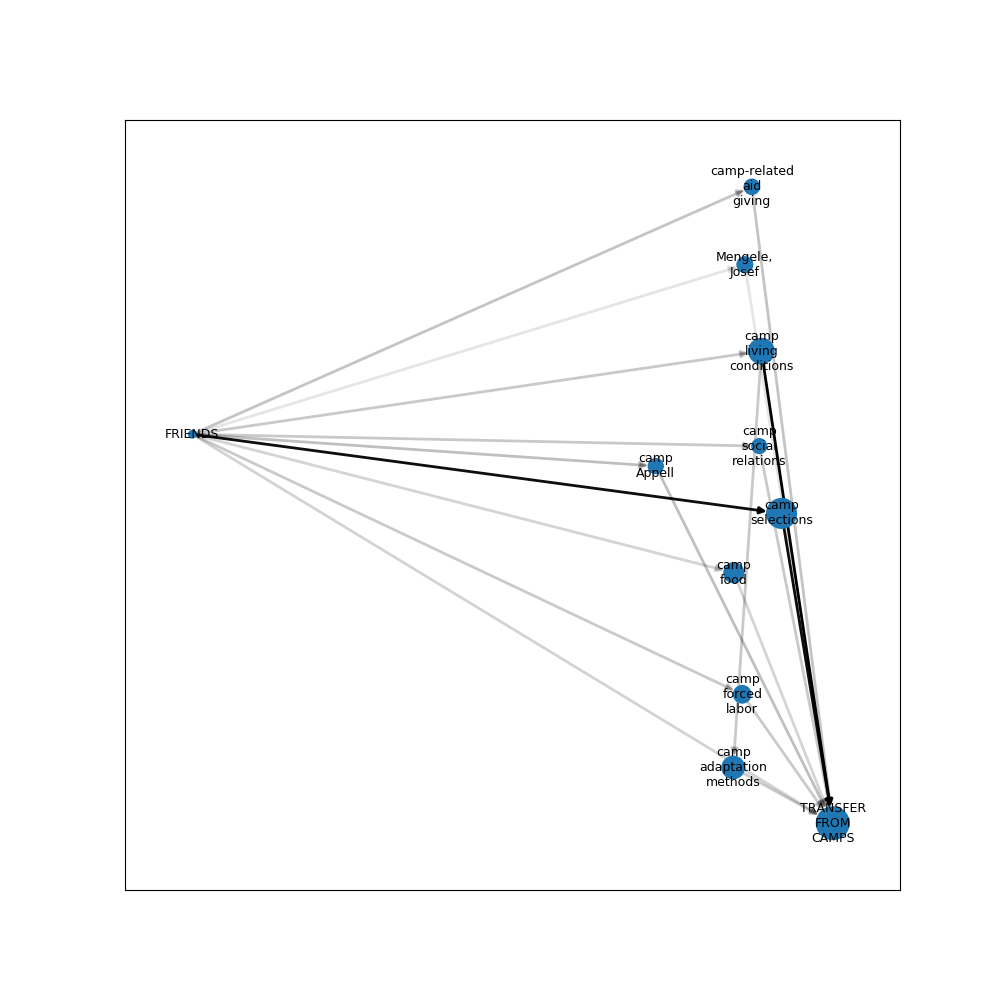 camp-related
aid
giving
Mengele,
Josef
camp
living
conditions
FRIENDS
camp
social
relations
camp
Appell
camp
selections
camp
food
camp
forced
labor
camp
adaptation
methods
TRANSFER
FROM
CAMPS